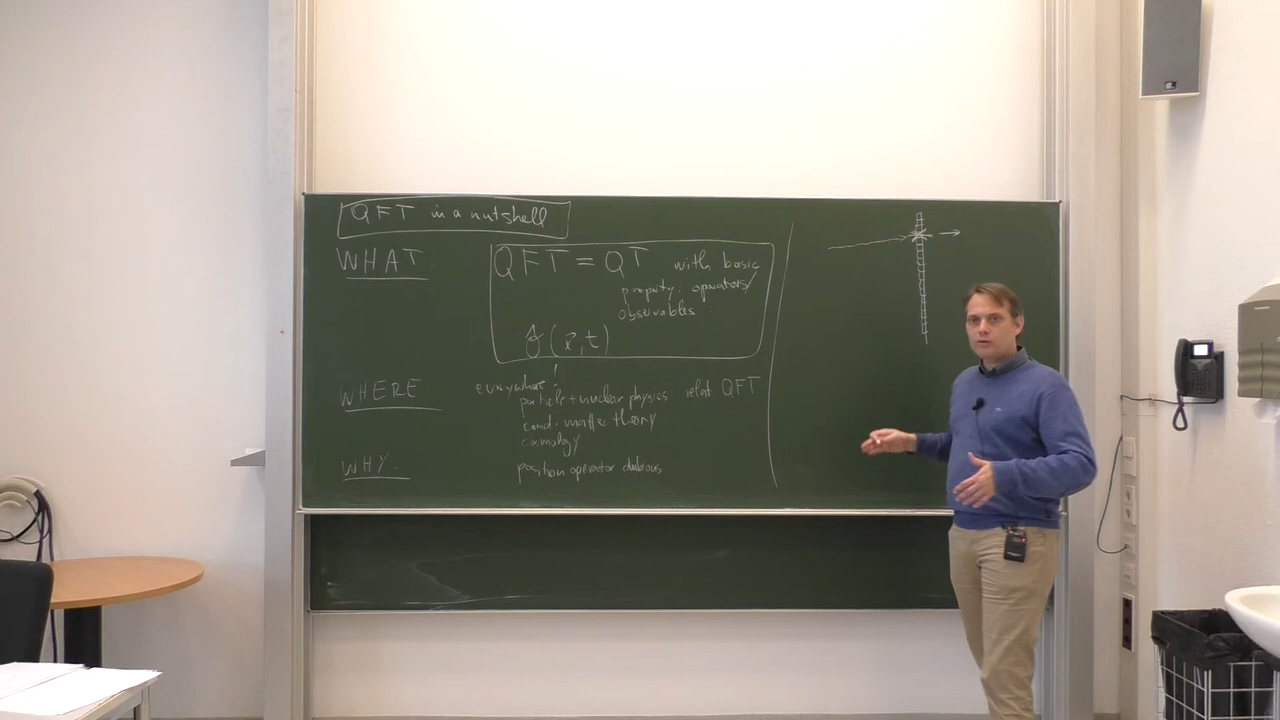 QFT in a nutshell
WHAT
QFT = QT with basic
property: operators/
observables
(x,t)
WHERE
everywhere!
particle + nuclear physics relat QFT
cond. matter theory
cosmology
WHY.
position operator dubious